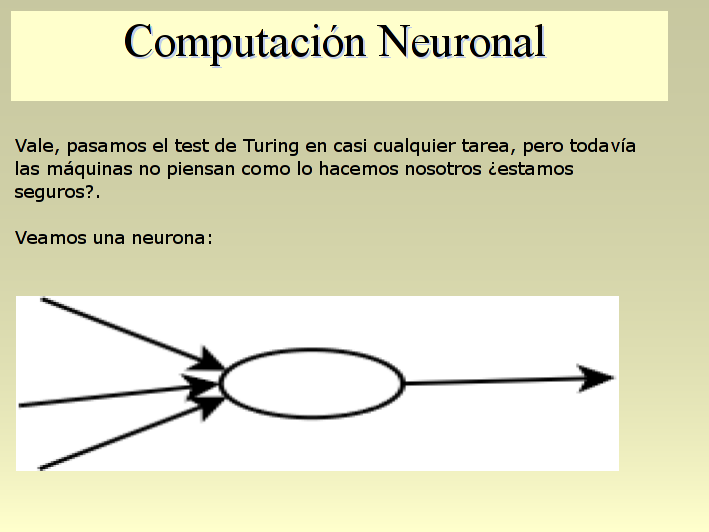 Computación Neuronal
Vale, pasamos el test de Turing en casi cualquier tarea, pero todavía
las máquinas no piensan como lo hacemos nosotros ¿estamos
seguros?.
Veamos una neurona: